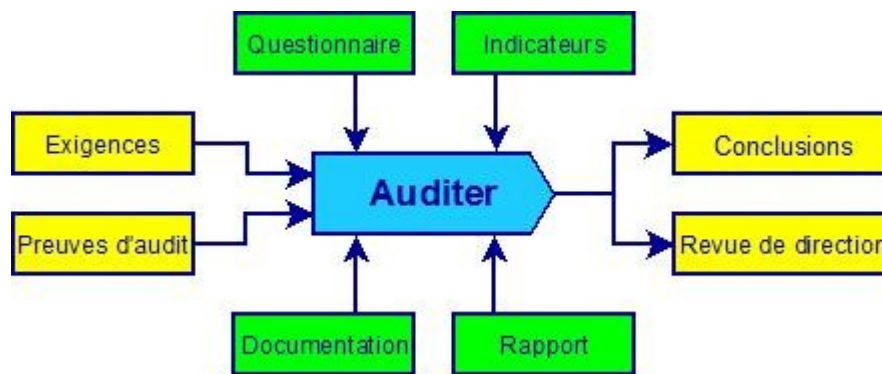 Questionnaire
Indicateurs
Exigences
Conclusions
Auditer
Preuves d'audit
Revue de direction
Documentation
Rapport